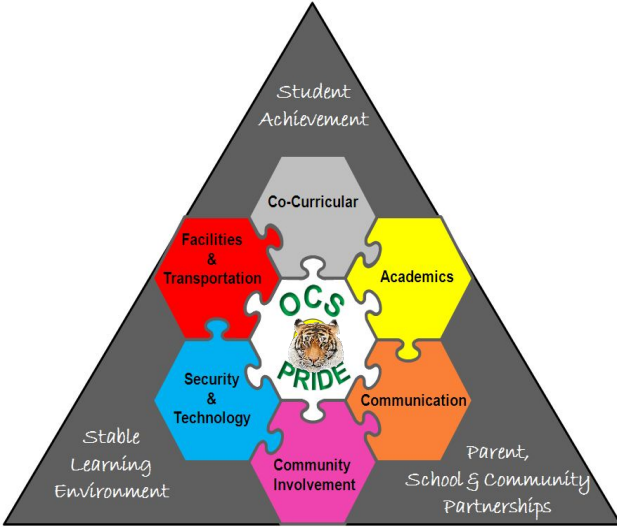 Student
Achievement
Co-Curricular
Facilities
&
Transportation
Academics
OCS
PRIDE
Security
&
Technology
Communication
Community
Involvement
Stable
Learning
Environment
Parent,
School & Community
Partnerships